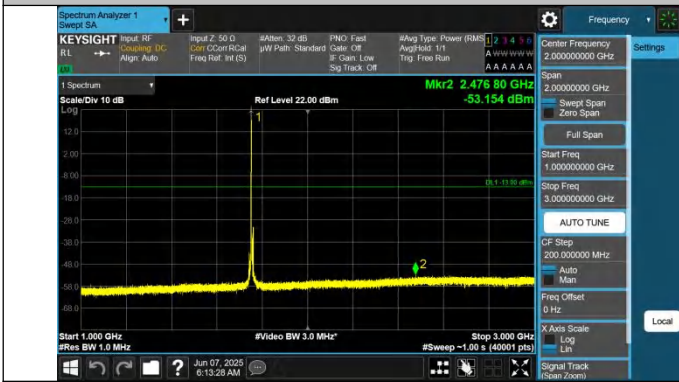 Spectrum Analyzer 1
Swept SA
+
Frequency
KEYSIGHT
RL
Input: RF
Coupling: DC
Align: Auto
Input Z: 50 Ω
Corr CCorr RCal
Freq Ref: Int (S)
#Atten: 32 dB
µW Path: Standard
PNO: Fast
Gate: Off
IF Gain: Low
Sig Track: Off
#Avg Type: Power (RMS
Avg|Hold: 1/1
Trig: Free Run
1 2 3 4 5 6
A W W W W W
A A A A A A
1 Spectrum
Scale/Div 10 dB
Ref Level 22.00 dBm
Mkr2 2.476 80 GHz
-53.154 dBm
Log
12.0
2.00
-8.00
-18.0
-28.0
-38.0
-48.0
-58.0
-68.0
1
DL1 -13.00 dBm
2
Start 1.000 GHz
#Res BW 1.0 MHz
#Video BW 3.0 MHz*
Stop 3.000 GHz
#Sweep ~1.00 s (40001 pts)
Jun 07, 2025
6:13:28 AM
Center Frequency
2.000000000 GHz
Settings
Span
2.00000000 GHz
Swept Span
Zero Span
Full Span
Start Freq
1.000000000 GHz
Stop Freq
3.000000000 GHz
AUTO TUNE
CF Step
200.000000 MHz
Auto
Man
Freq Offset
0 Hz
X Axis Scale
Log
Lin
Local
Signal Track
(Span Zoom)